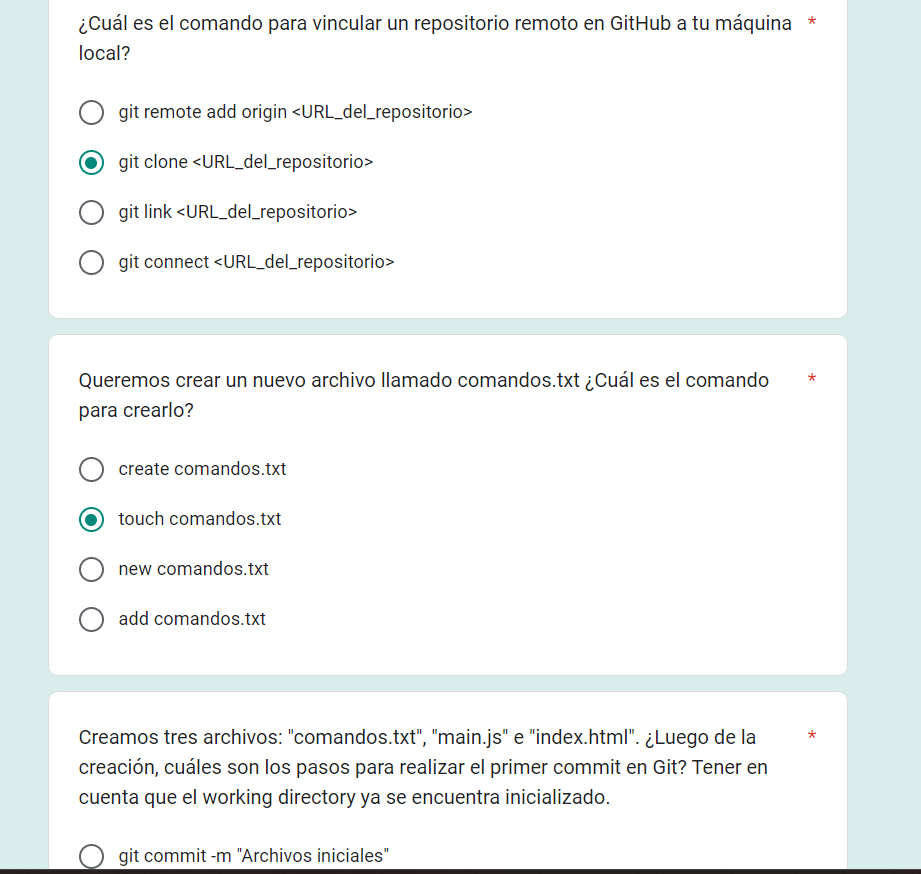 ¿Cuál es el comando para vincular un repositorio remoto en GitHub a tu máquina *
local?
git remote add origin <URL_del_repositorio>
git clone <URL_del_repositorio>
git link <URL_del_repositorio>
git connect <URL_del_repositorio>
Queremos crear un nuevo archivo llamado comandos.txt ¿Cuál es el comando *
para crearlo?
create comandos.txt
touch comandos.txt
new comandos.txt
add comandos.txt
Creamos tres archivos: "comandos.txt", "main.js" e "index.html". ¿Luego de la *
creación, cuáles son los pasos para realizar el primer commit en Git? Tener en
cuenta que el working directory ya se encuentra inicializado.
git commit -m "Archivos iniciales"